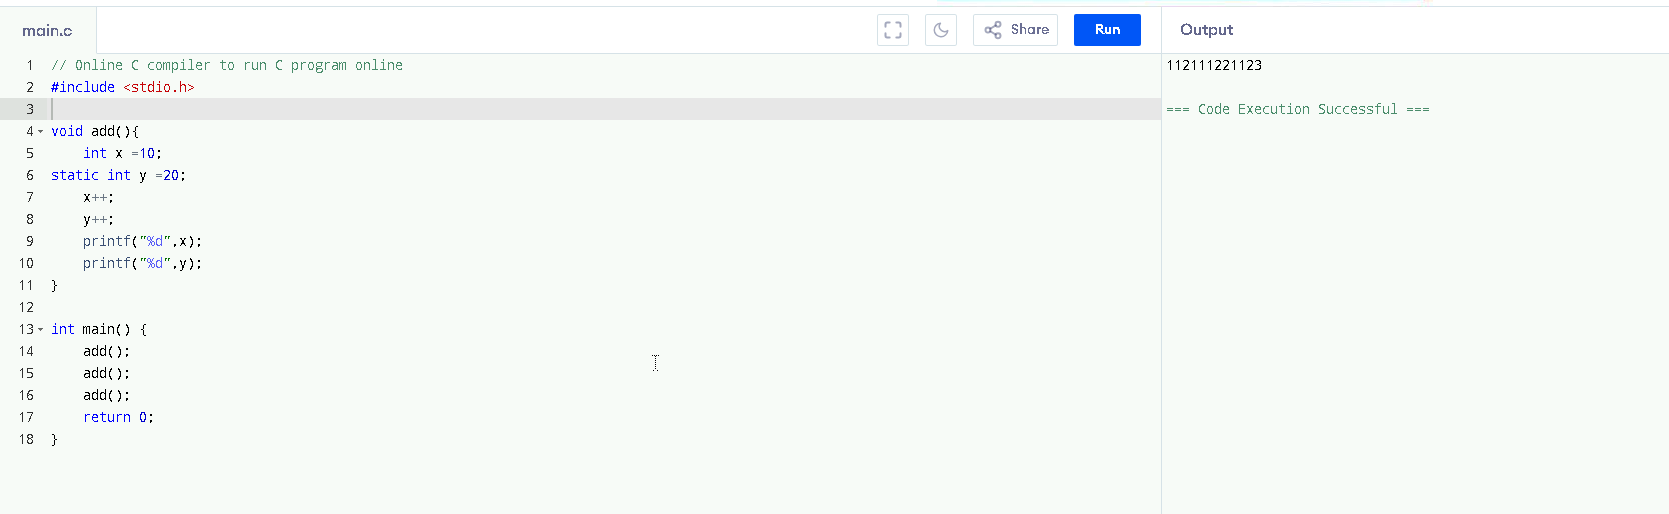 main.c
Share
Run
Output
1 // Online C compiler to run C program online
2 #include <stdio.h>
3
4 void add(){
5     int x =10;
6 static int y =20;
7     x++;
8     y++;
9     printf("%d",x);
10     printf("%d",y);
11 }
12
13 int main() {
14     add();
15     add();
16     add();
17     return 0;
18 }
112111221123
=== Code Execution Successful ===